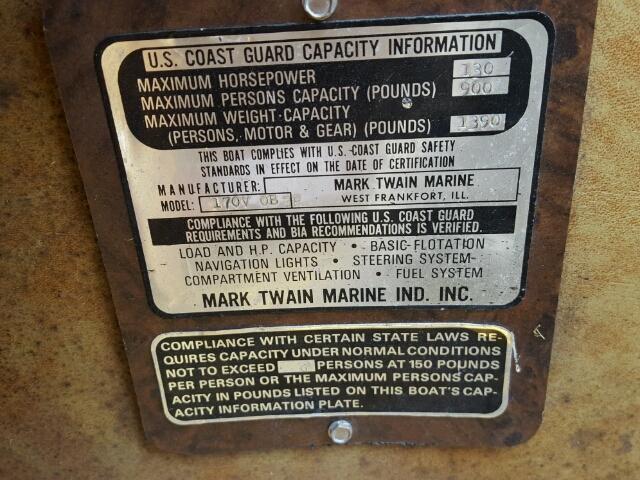 U.S. COAST GUARD CAPACITY INFORMATION
MAXIMUM HORSEPOWER 130
MAXIMUM PERSONS CAPACITY (POUNDS) 900
MAXIMUM WEIGHT CAPACITY
(PERSONS, MOTOR & GEAR) (POUNDS) 1390
THIS BOAT COMPLIES WITH U.S. COAST GUARD SAFETY
STANDARDS IN EFFECT ON THE DATE OF CERTIFICATION
MANUFACTURER: MARK TWAIN MARINE
MODEL: 170V OB WEST FRANKFORT, ILL.
COMPLIANCE WITH THE FOLLOWING U.S. COAST GUARD
REQUIREMENTS AND BIA RECOMMENDATIONS IS VERIFIED.
LOAD AND H.P. CAPACITY • BASIC FLOTATION
NAVIGATION LIGHTS • STEERING SYSTEM
COMPARTMENT VENTILATION • FUEL SYSTEM
MARK TWAIN MARINE IND. INC.
COMPLIANCE WITH CERTAIN STATE LAWS RE-
QUIRES CAPACITY UNDER NORMAL CONDITIONS
NOT TO EXCEED 6 PERSONS AT 150 POUNDS
PER PERSON OR THE MAXIMUM PERSONS CAP-
ACITY IN POUNDS LISTED ON THIS BOAT'S CAP-
ACITY INFORMATION PLATE.